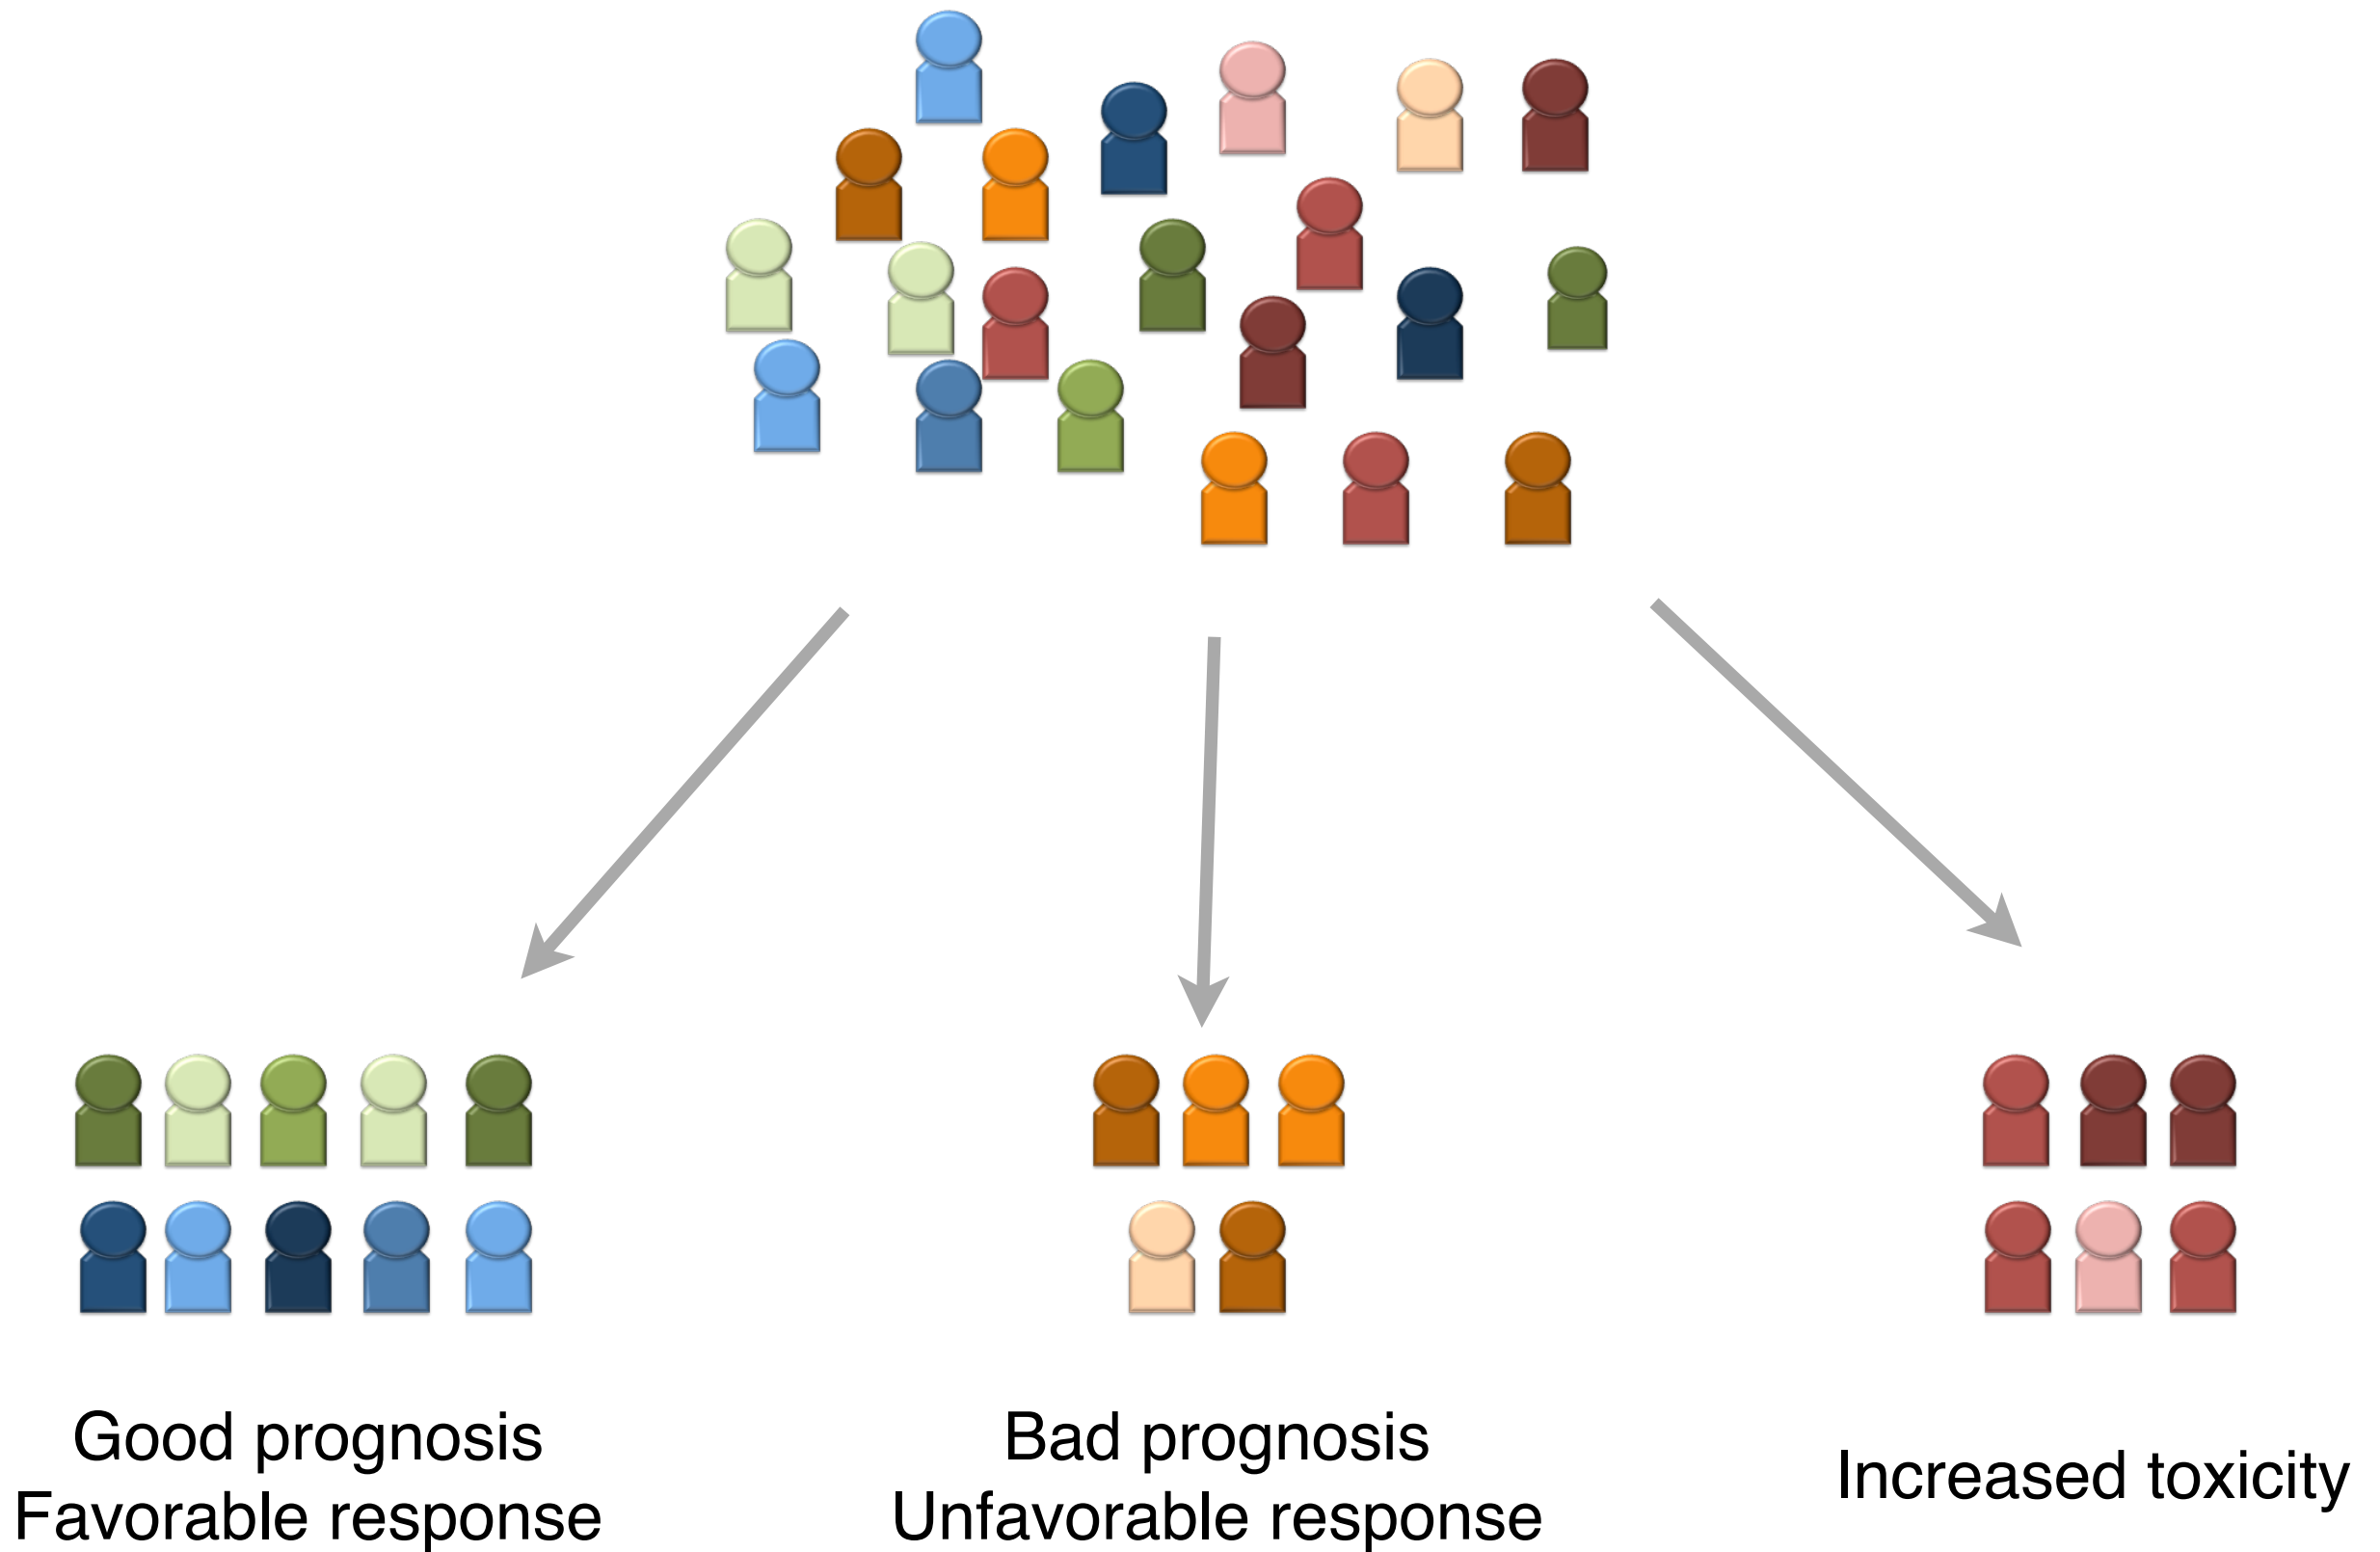 Good prognosis
Favorable response
Bad prognosis
Unfavorable response
Increased toxicity